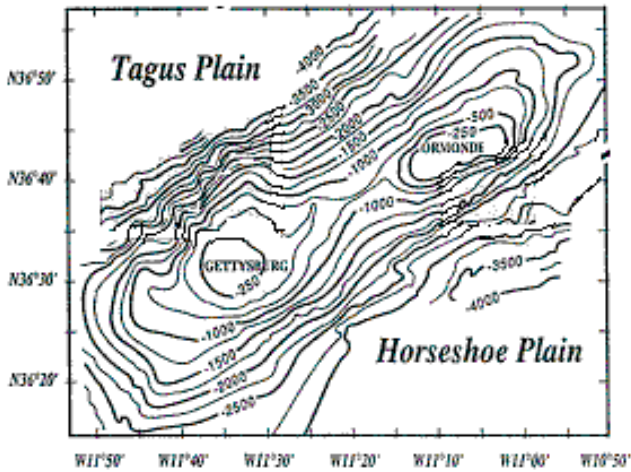 Tagus Plain
-4000
-3500
-3000
-2500
-2000
-1500
-1000
-500
-250
ORMONDE
-1000
GETTYSBURG
-250
-3500
-4000
-1000
-1500
-2000
-2500
Horseshoe Plain
N36°50'
N36°40'
N36°30'
N36°20'
W11°50' W11°40' W11°30' W11°20' W11°10' W11°00' W10°50'